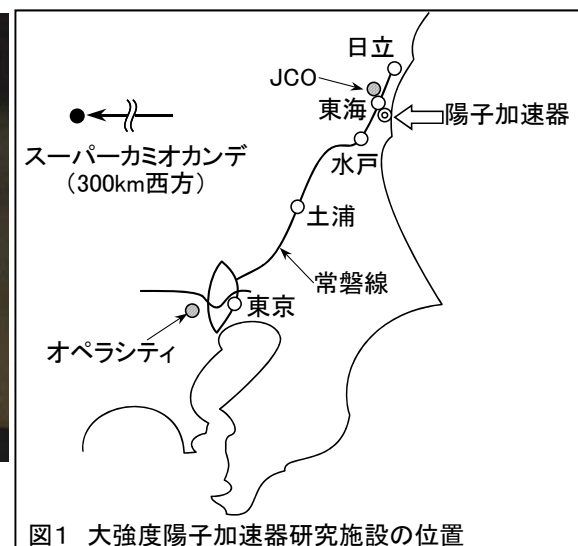 日立
JCO
東海
陽子加速器
スーパーカミオカンデ
（300km西方）
水戸
土浦
常磐線
東京
オペラシティ
図1 大強度陽子加速器研究施設の位置